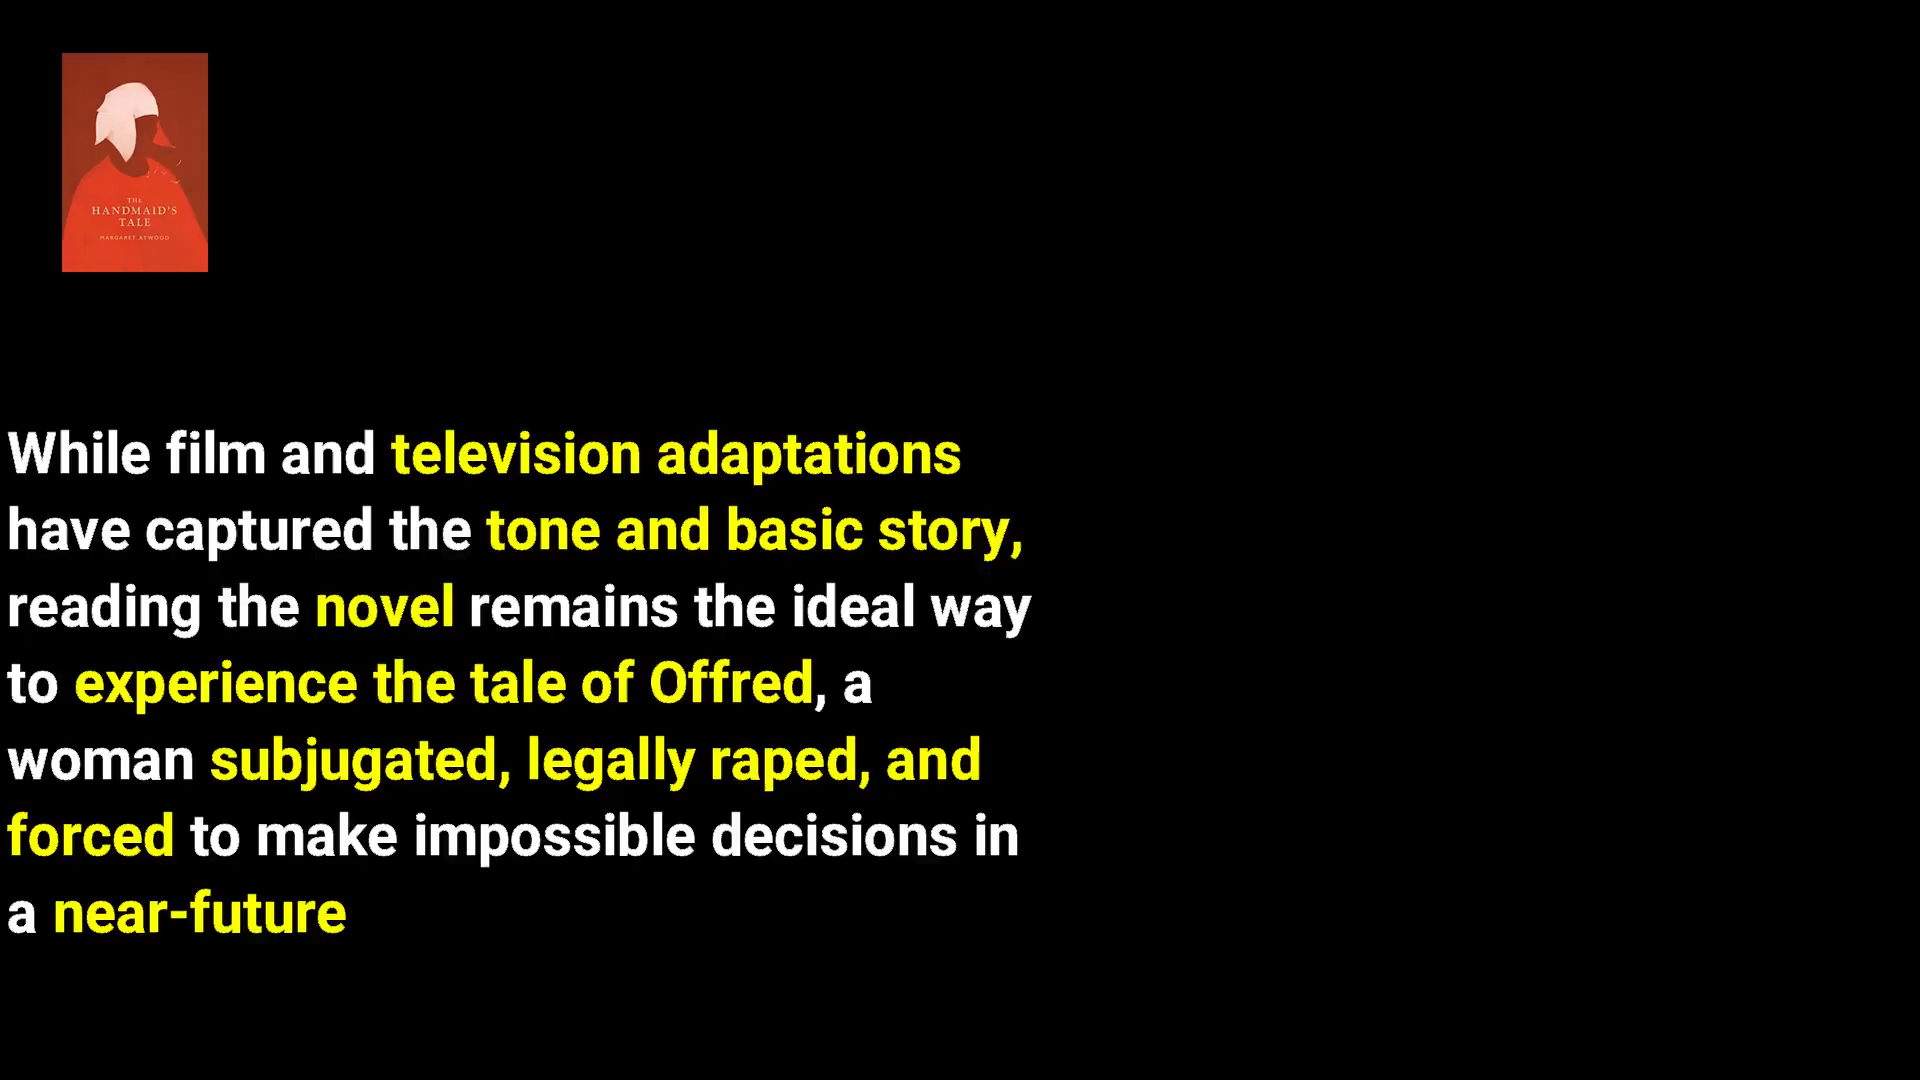 THE
HANDMAID'S
TALE
MARGARET ATWOOD
While film and television adaptations
have captured the tone and basic story,
reading the novel remains the ideal way
to experience the tale of Offred, a
woman subjugated, legally raped, and
forced to make impossible decisions in
a near-future